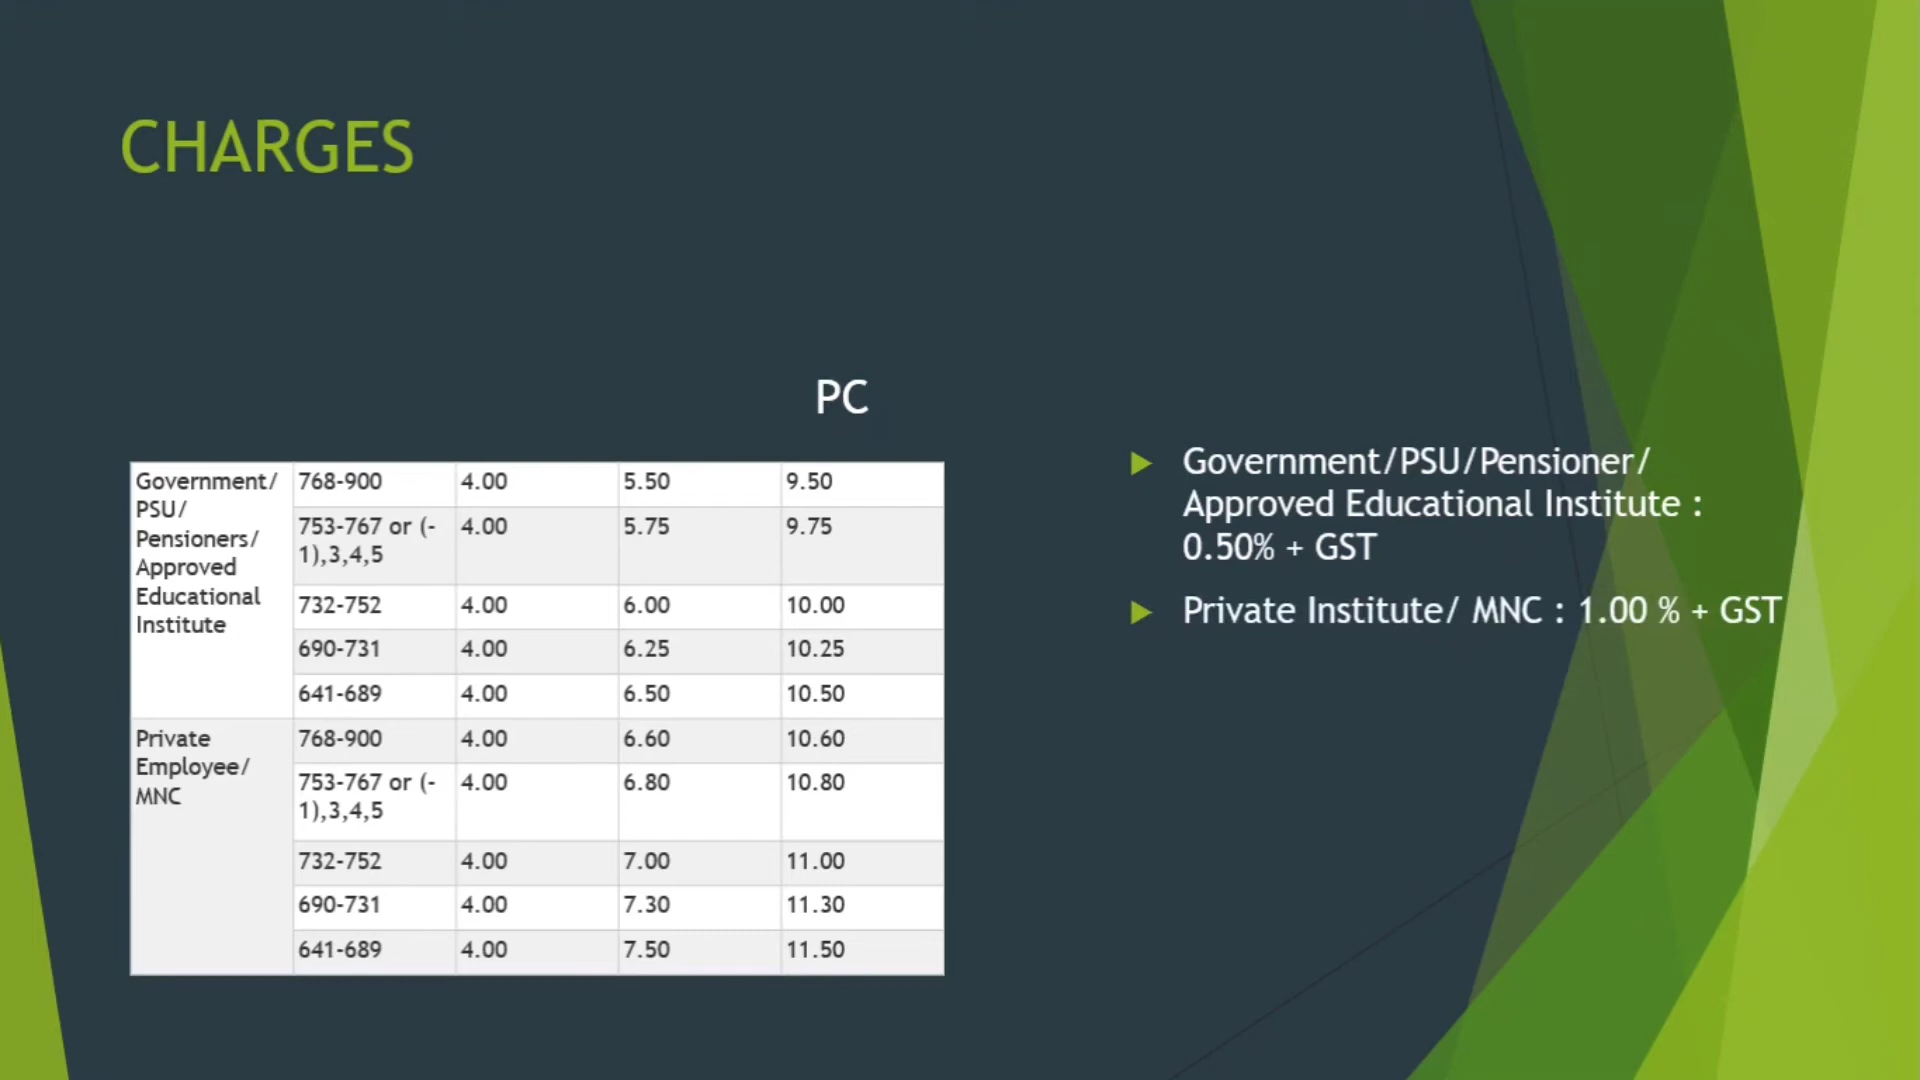 CHARGES
PC
Government/
PSU/
Pensioners/
Approved
Educational
Institute
768-900 4.00 5.50 9.50
753-767 or (-
1),3,4,5
4.00 5.75 9.75
732-752 4.00 6.00 10.00
690-731 4.00 6.25 10.25
641-689 4.00 6.50 10.50
Private
Employee/
MNC
768-900 4.00 6.60 10.60
753-767 or (-
1),3,4,5
4.00 6.80 10.80
732-752 4.00 7.00 11.00
690-731 4.00 7.30 11.30
641-689 4.00 7.50 11.50
Government/PSU/Pensioner/
Approved Educational Institute :
0.50% + GST
Private Institute/ MNC : 1.00 % + GST